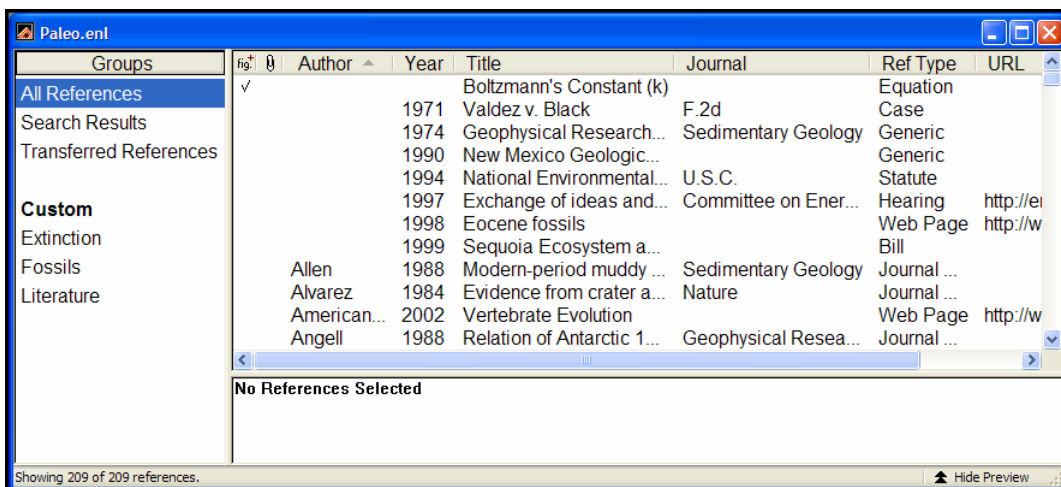 Paleo.enl
Groups
All References
Search Results
Transferred References
Custom
Extinction
Fossils
Literature
fig. Author Year Title Journal Ref Type URL
Boltzmann's Constant (k) Equation
1971 Valdez v. Black F.2d Case
1974 Geophysical Research... Sedimentary Geology Generic
1990 New Mexico Geologic... Generic
1994 National Environmental... U.S.C. Statute
1997 Exchange of ideas and... Committee on Ener... Hearing http://er
1998 Eocene fossils Web Page http://w
1999 Sequoia Ecosystem a... Bill
Allen 1988 Modern-period muddy ... Sedimentary Geology Journal ...
Alvarez 1984 Evidence from crater a... Nature Journal ...
American... 2002 Vertebrate Evolution Web Page http://w
Angell 1988 Relation of Antarctic 1... Geophysical Resea... Journal ...
No References Selected
Showing 209 of 209 references.
Hide Preview